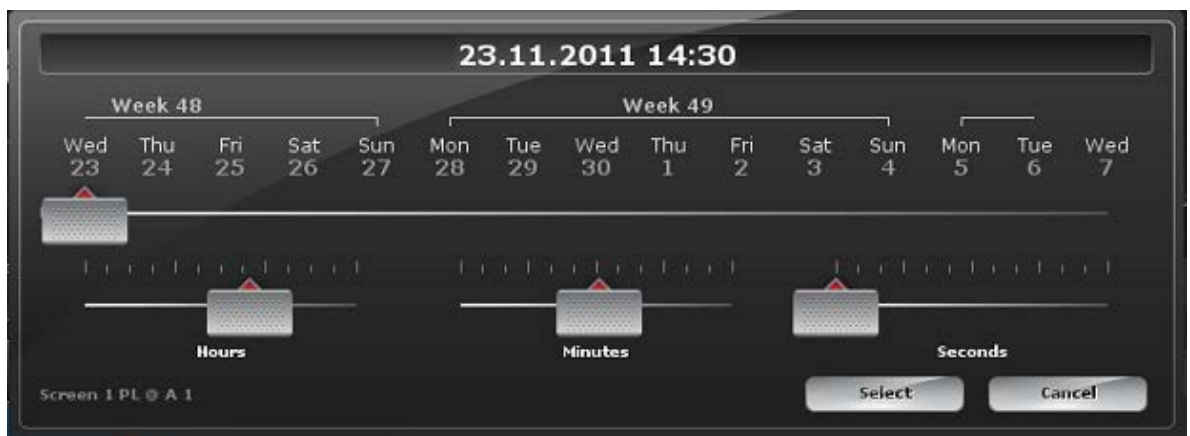 23.11.2011 14:30
Week 48 Week 49
Wed Thu Fri Sat Sun Mon Tue Wed Thu Fri Sat Sun Mon Tue Wed
23 24 25 26 27 28 29 30 1 2 3 4 5 6 7
Hours Minutes Seconds
Screen 1 PL @ A 1
Select Cancel